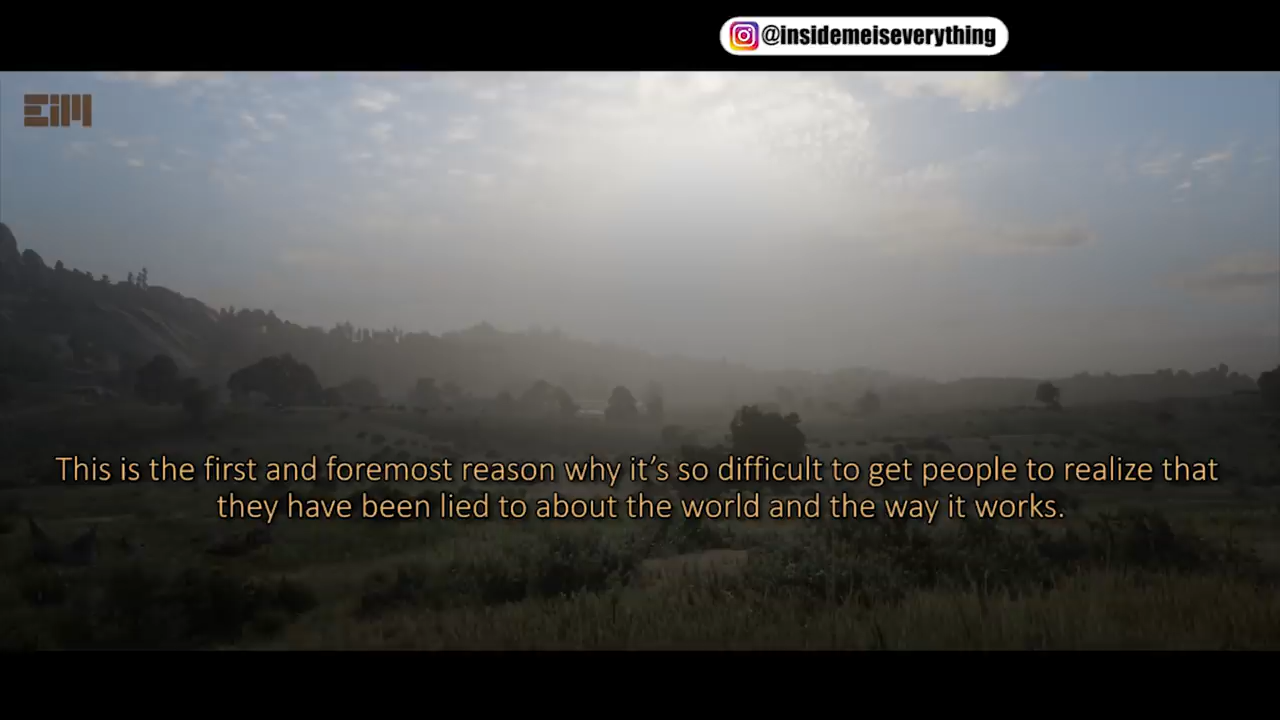 @insidemeiseverything
EiM
This is the first and foremost reason why it’s so difficult to get people to realize that
they have been lied to about the world and the way it works.